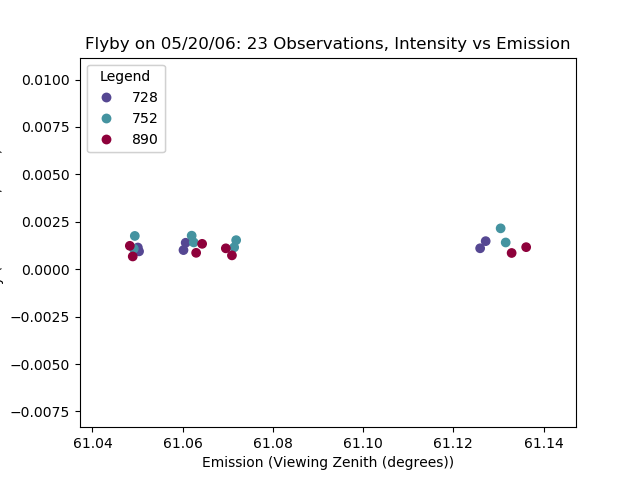 Flyby on 05/20/06: 23 Observations, Intensity vs Emission
Legend
728
752
890
0.0100
0.0075
0.0050
0.0025
0.0000
−0.0025
−0.0050
−0.0075
61.04 61.06 61.08 61.10 61.12 61.14
Emission (Viewing Zenith (degrees))